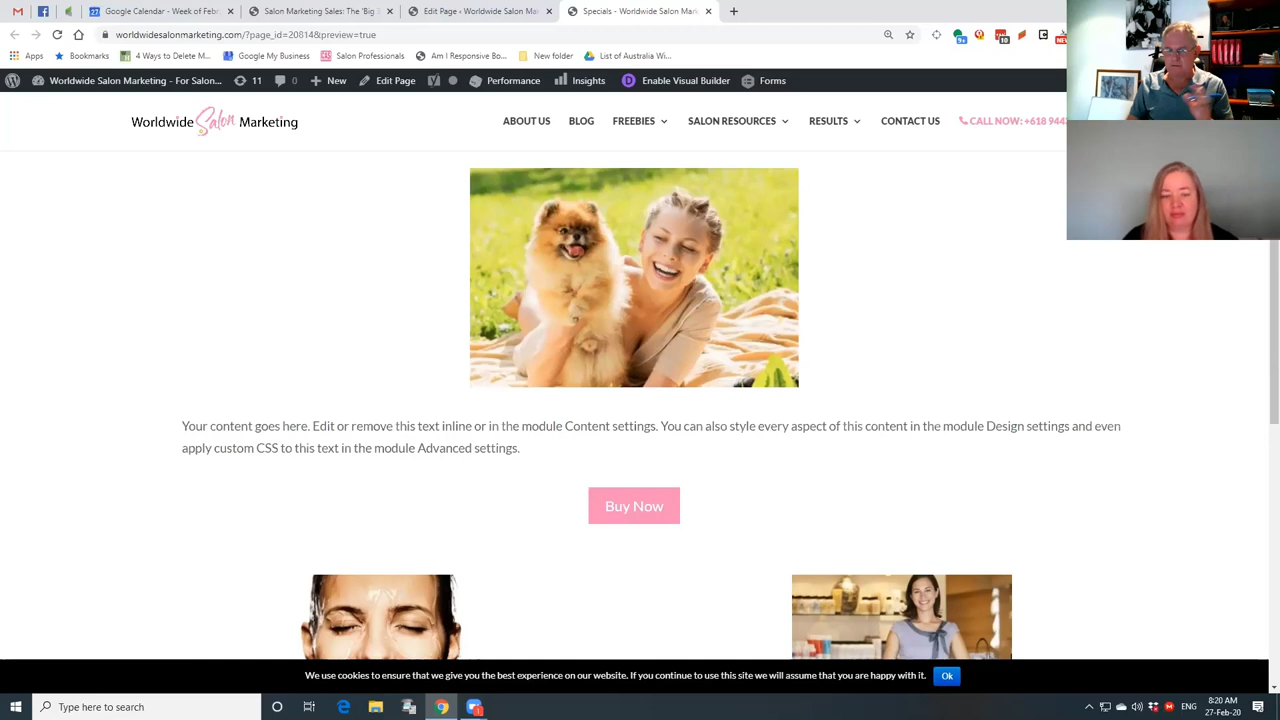 Google Calendar - Week of Febru
Worldwide Marketing Sales: The 'Big 1
Edit Page ‹ Worldwide Salon Mar
Specials - Worldwide Salon Mark
worldwidesalonmarketing.com/?page_id=20814&preview=true
Apps
Bookmarks
4 Ways to Delete M...
Google My Business
Salon Professionals
Am I Responsive Bo...
New folder
List of Australia Wi...
Worldwide Salon Marketing - For Salon...
11
0
New
Edit Page
Performance
Insights
Enable Visual Builder
Forms
Worldwide Salon Marketing
ABOUT US
BLOG
FREEBIES
SALON RESOURCES
RESULTS
CONTACT US
CALL NOW: +618 944
Your content goes here. Edit or remove this text inline or in the module Content settings. You can also style every aspect of this content in the module Design settings and even
apply custom CSS to this text in the module Advanced settings.
Buy Now
We use cookies to ensure that we give you the best experience on our website. If you continue to use this site we will assume that you are happy with it.
Ok
Type here to search
ENG
8:20 AM
27-Feb-20